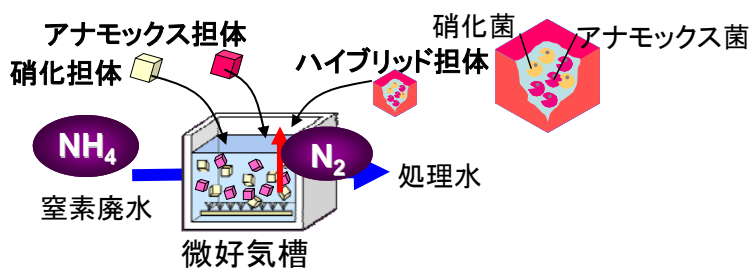 アナモックス担体
硝化担体
ハイブリッド担体
硝化菌
アナモックス菌
NH4
N2
窒素廃水
処理水
微好気槽